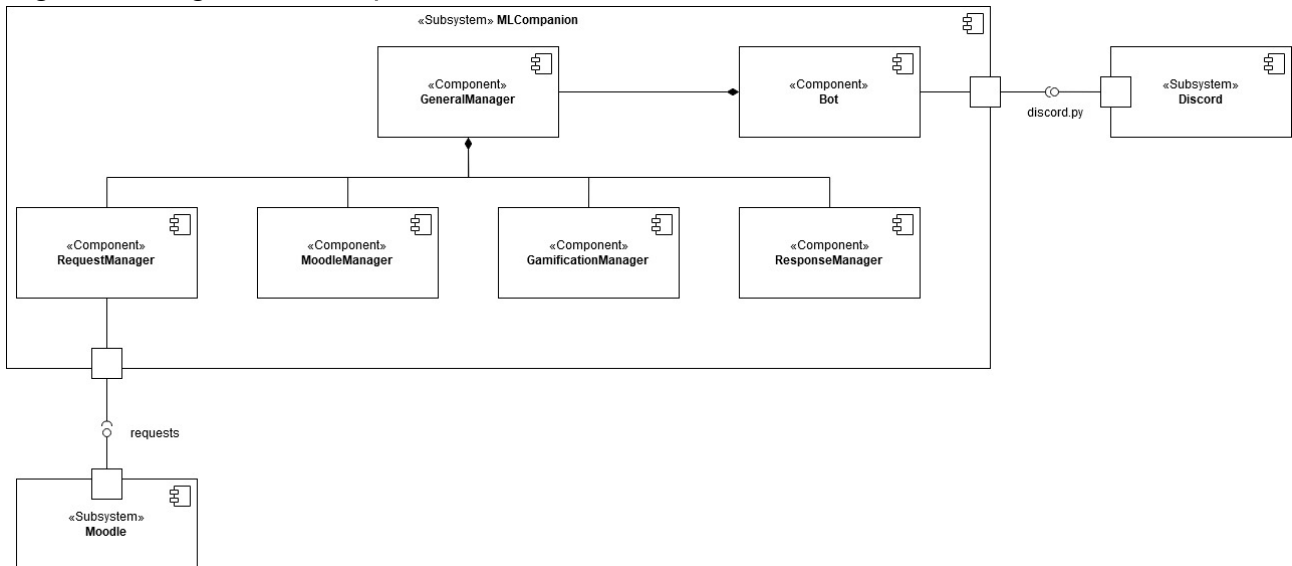 «Subsystem» MLCompanion
«Component»
GeneralManager
«Component»
Bot
«Subsystem»
Discord
discord.py
«Component»
RequestManager
«Component»
MoodleManager
«Component»
GamificationManager
«Component»
ResponseManager
requests
«Subsystem»
Moodle